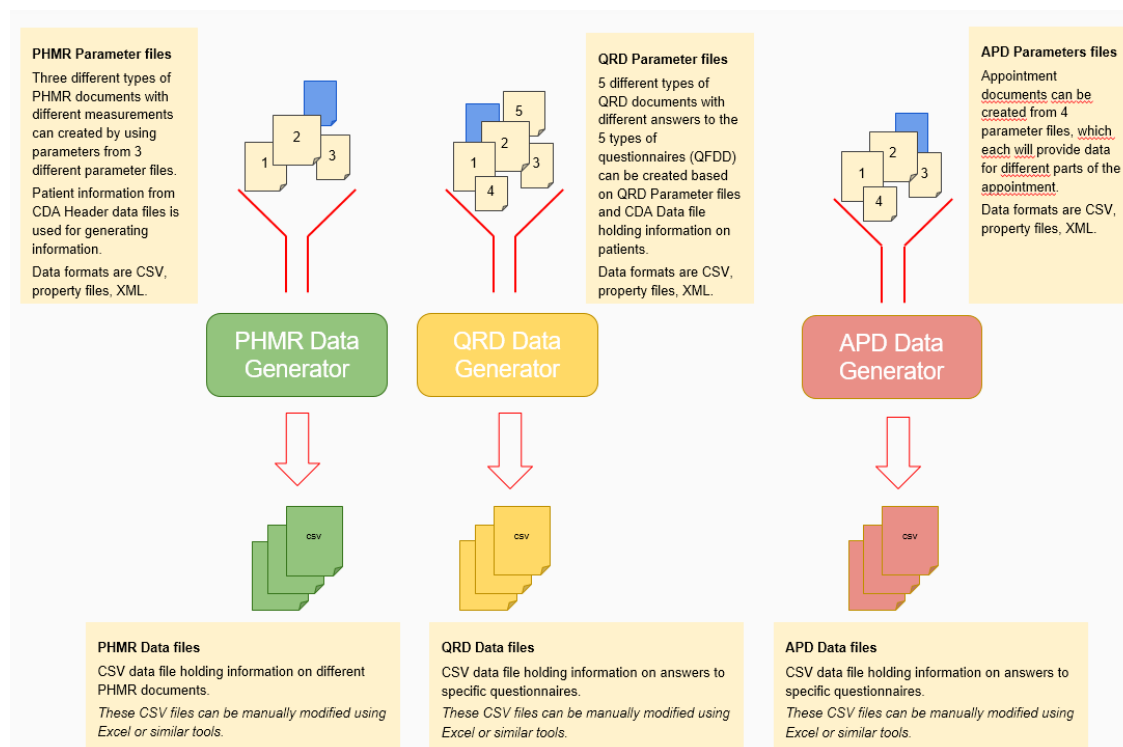 PHMR Parameter files
Three different types of
PHMR documents with
different measurements
can created by using
parameters from 3
different parameter files.
Patient information from
CDA Header data files is
used for generating
information.
Data formats are CSV,
property files, XML.
1
2
3
5
2
1
3
4
QRD Parameter files
5 different types of
QRD documents with
different answers to the
5 types of
questionnaires (QFDD)
can be created based
on QRD Parameter files
and CDA Data file
holding information on
patients.
Data formats are CSV,
property files, XML.
2
1
3
4
APD Parameters files
Appointment
documents can be
created from 4
parameter files, which
each will provide data
for different parts of the
appointment.
Data formats are CSV,
property files, XML.
PHMR Data
Generator
QRD Data
Generator
APD Data
Generator
csv
csv
csv
PHMR Data files
CSV data file holding information on different
PHMR documents.
These CSV files can be manually modified using
Excel or similar tools.
QRD Data files
CSV data file holding information on answers to
specific questionnaires.
These CSV files can be manually modified using
Excel or similar tools.
APD Data files
CSV data file holding information on answers to
specific questionnaires.
These CSV files can be manually modified using
Excel or similar tools.